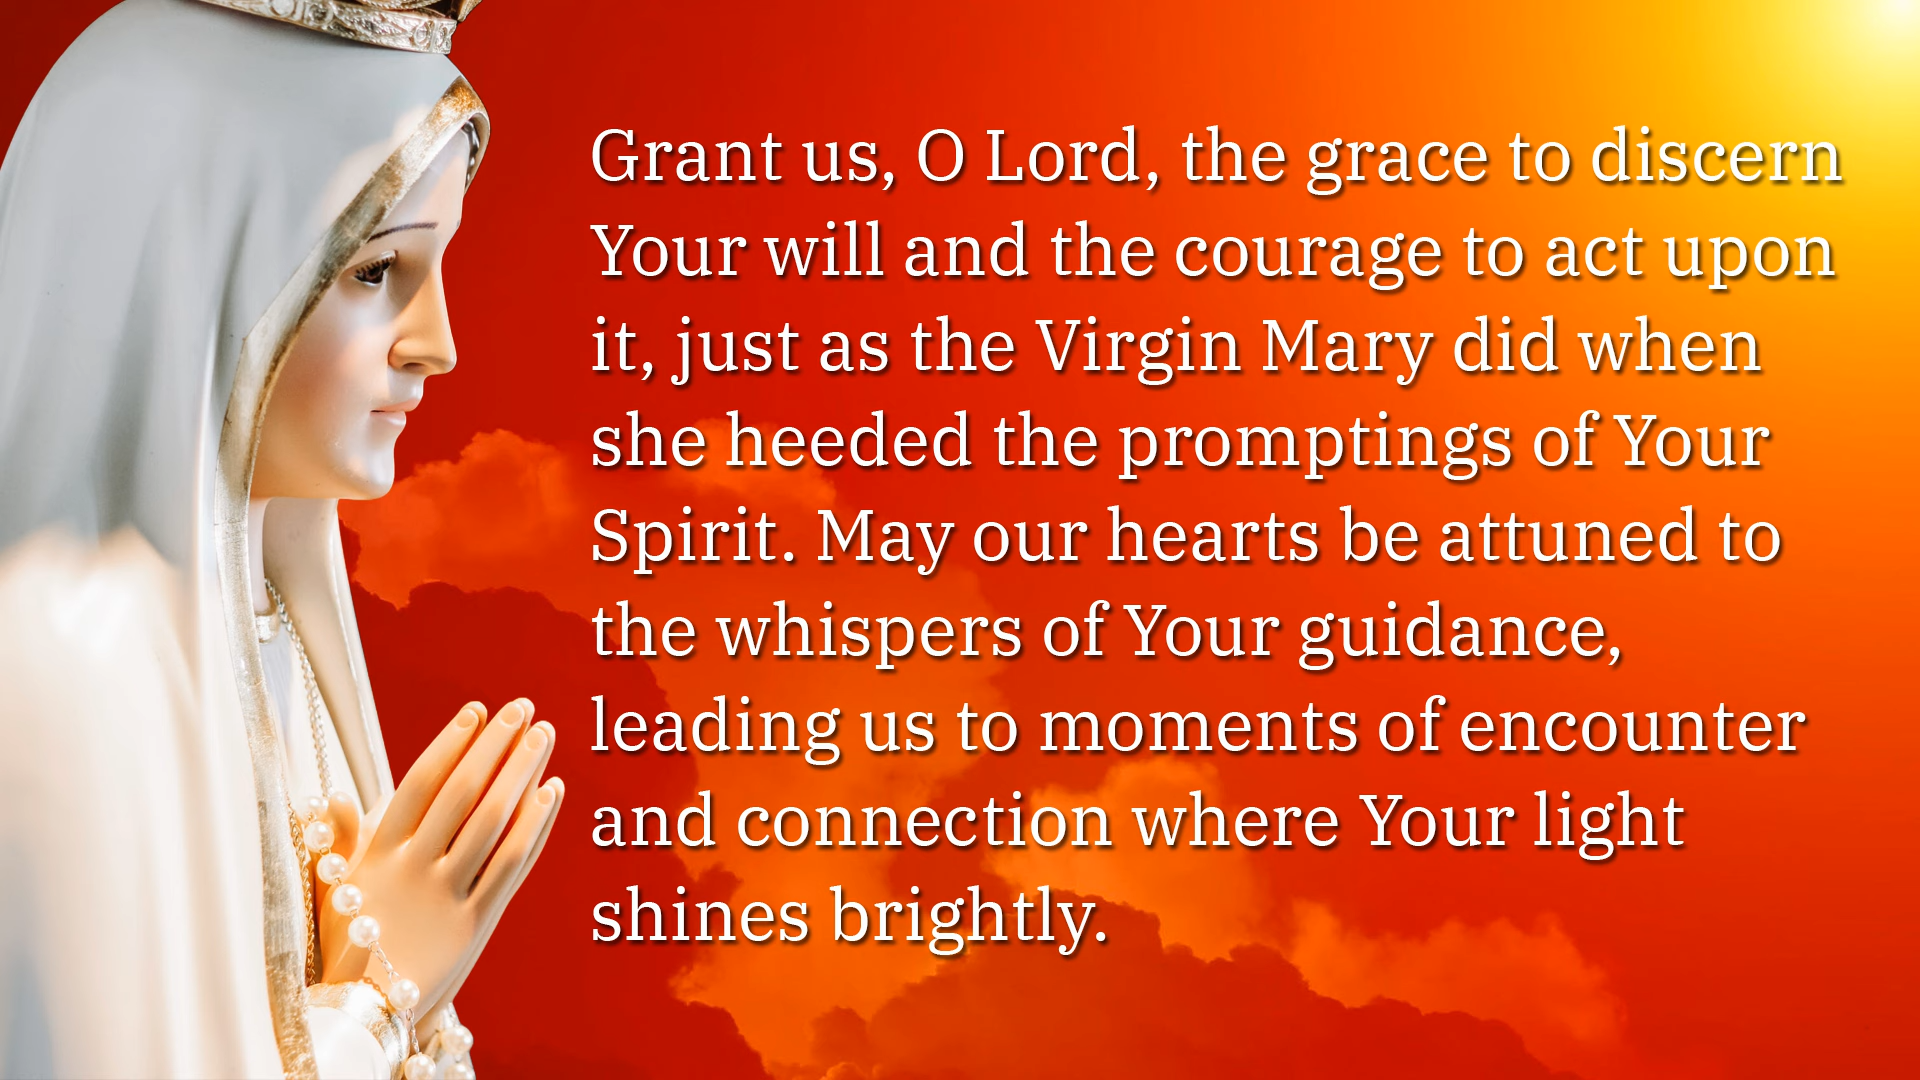 Grant us, O Lord, the grace to discern
Your will and the courage to act upon
it, just as the Virgin Mary did when
she heeded the promptings of Your
Spirit. May our hearts be attuned to
the whispers of Your guidance,
leading us to moments of encounter
and connection where Your light
shines brightly.